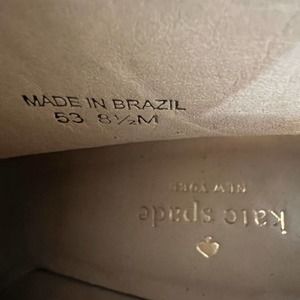 MADE IN BRAZIL
53 8½M
kate spade
NEW YORK